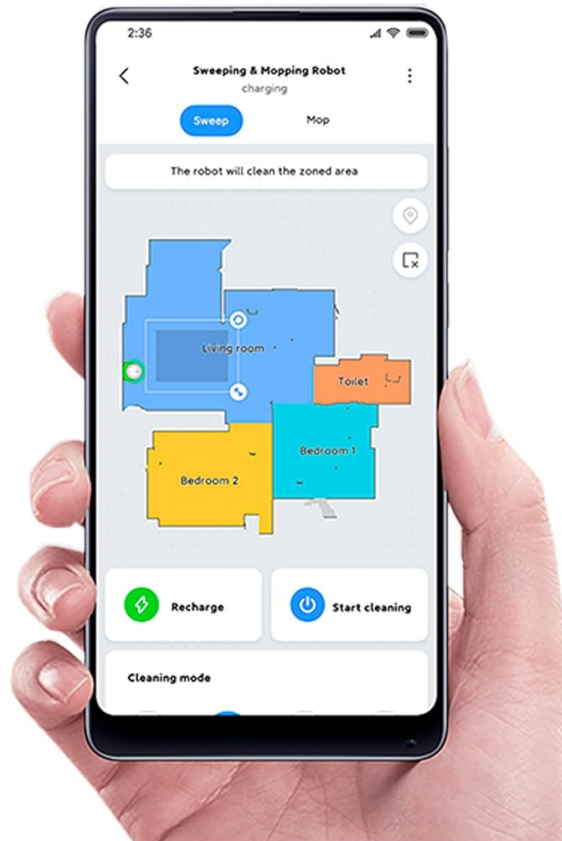 2:36
Sweeping & Mopping Robot
charging
Sweep
Mop
The robot will clean the zoned area
Living room
Toilet
Bedroom 1
Bedroom 2
Recharge
Start cleaning
Cleaning mode